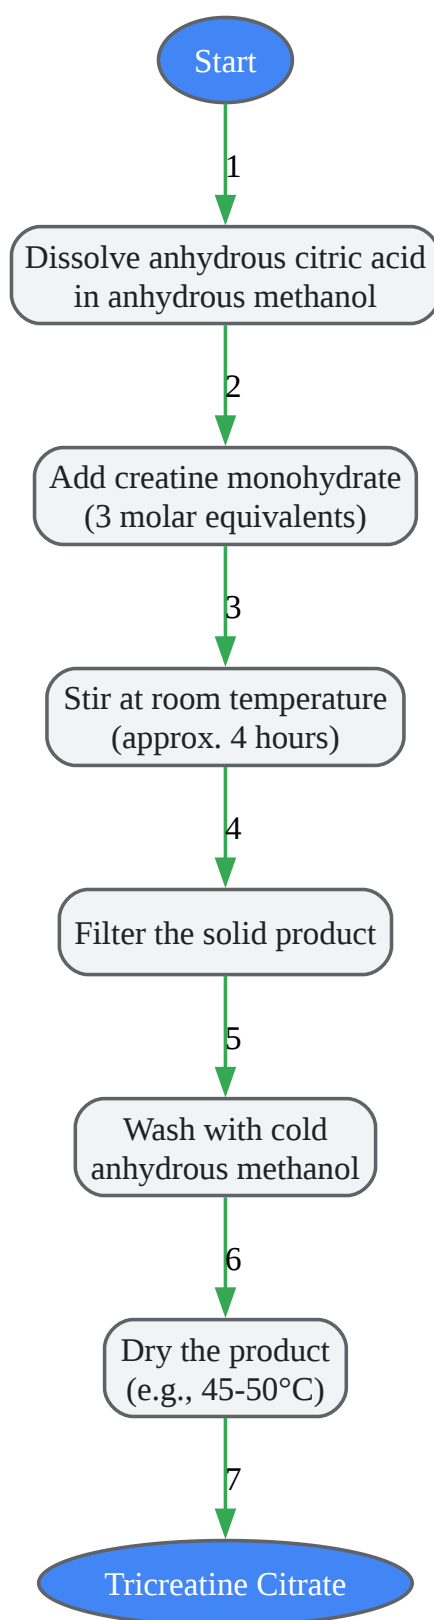 Start
1
Dissolve anhydrous citric acid
in anhydrous methanol
2
Add creatine monohydrate
(3 molar equivalents)
3
Stir at room temperature
(approx. 4 hours)
4
Filter the solid product
5
Wash with cold
anhydrous methanol
6
Dry the product
(e.g., 45-50°C)
7
Tricreatine Citrate